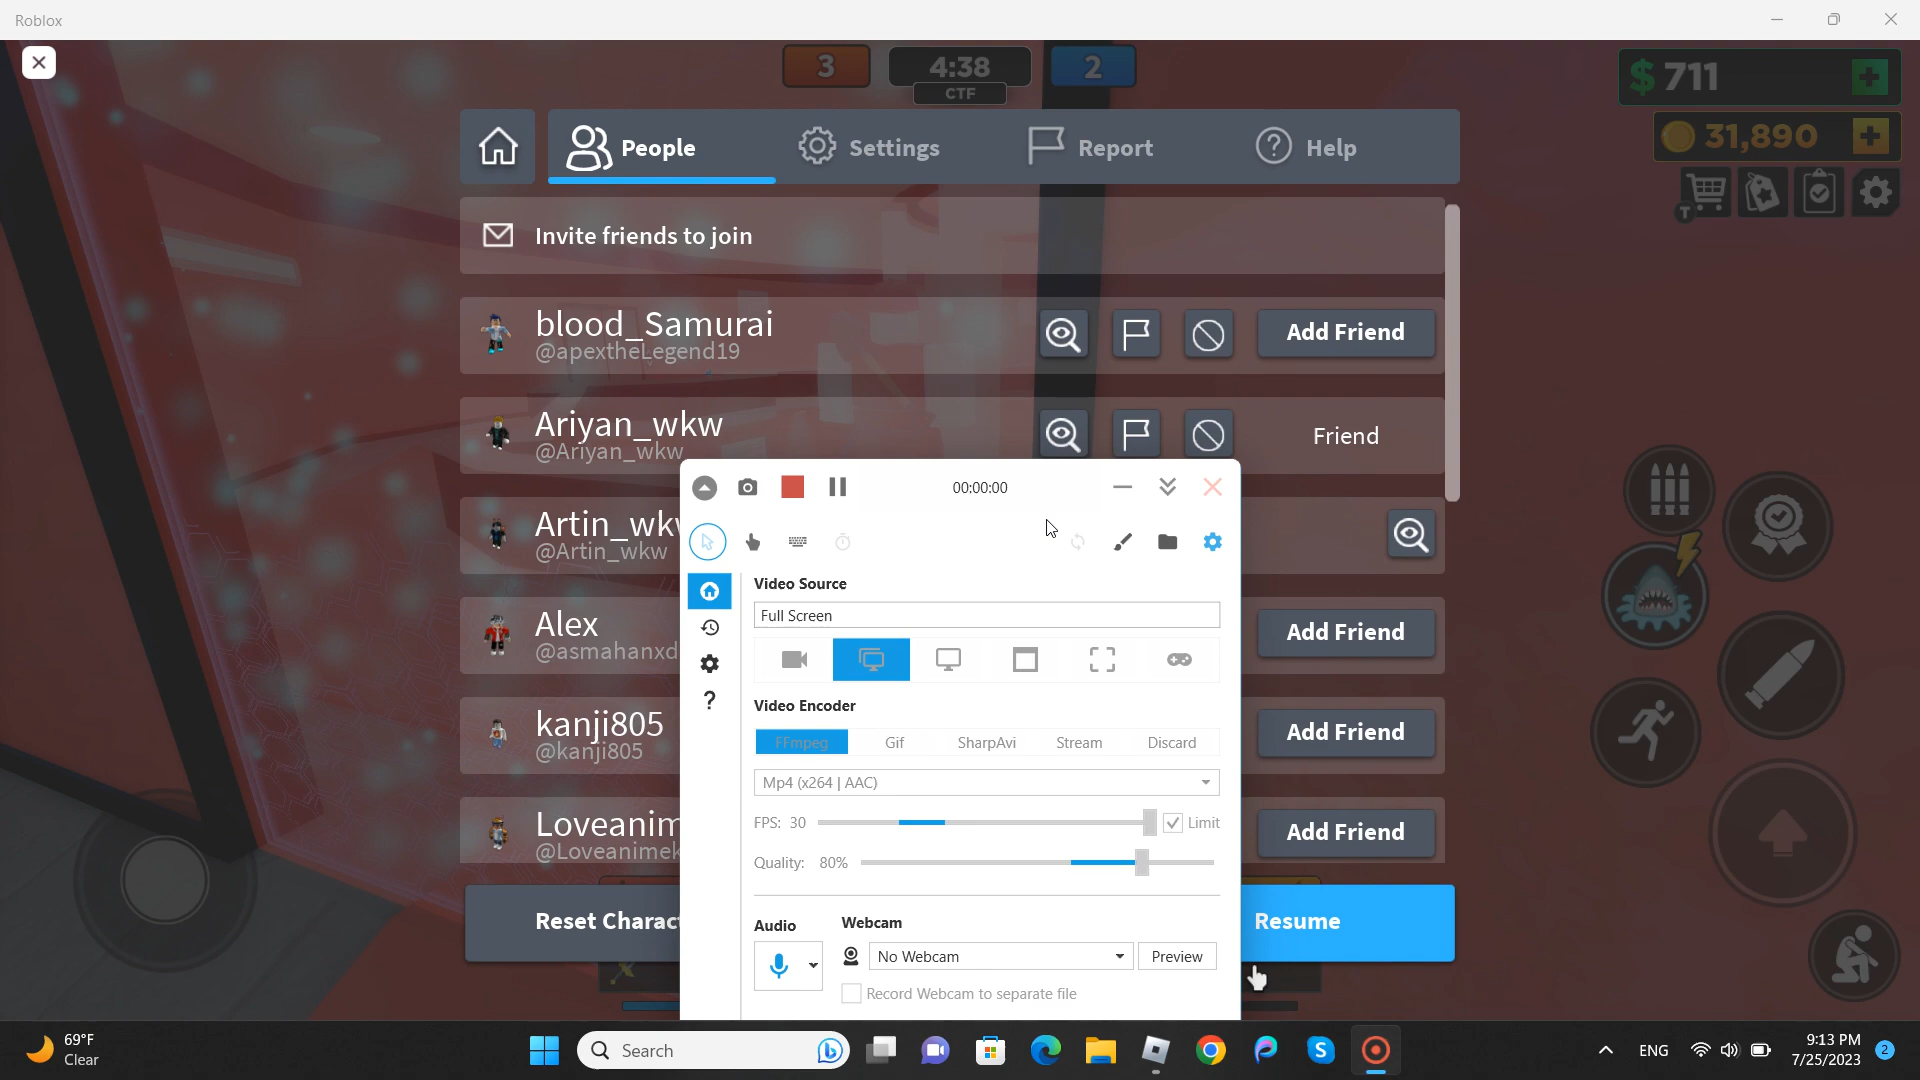 Roblox
3
4:38
2
CTF
$ 711
31,890
T
People
Settings
Report
Help
Invite friends to join
blood_Samurai
@apextheLegend19
Add Friend
Ariyan_wkw
@Ariyan_wkw
Friend
Artin_wkw
@Artin_wkw
Alex
@asmahanxd
Add Friend
kanji805
@kanji805
Add Friend
Loveanim
@Loveanimek
Add Friend
Reset Charact
Resume
00:00:00
Video Source
Full Screen
Video Encoder
FFmpeg
Gif
SharpAvi
Stream
Discard
Mp4 (x264 | AAC)
FPS: 30
Limit
Quality: 80%
Audio
Webcam
No Webcam
Preview
Record Webcam to separate file
69°F
Clear
Search
ENG
9:13 PM
7/25/2023
2